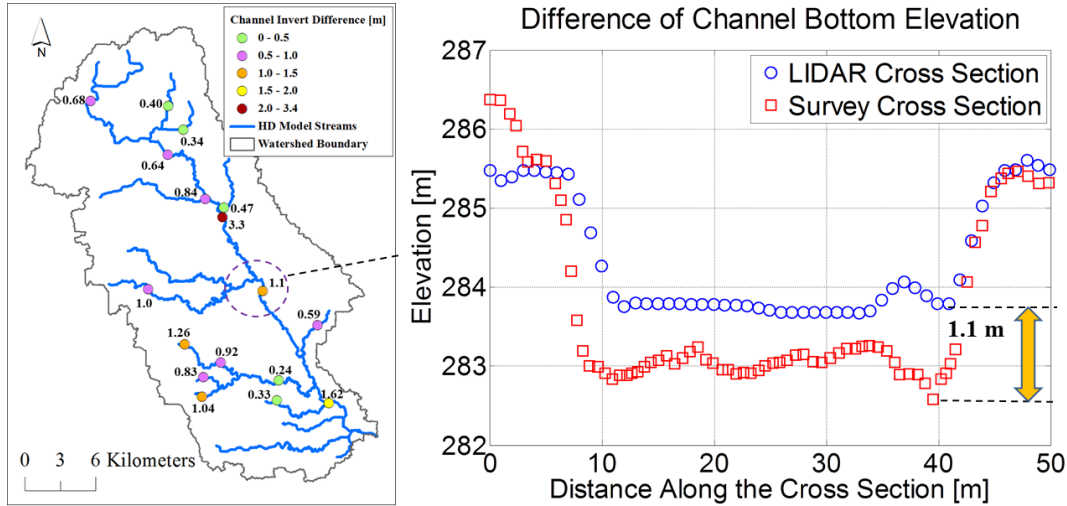 Channel Invert Difference [m]
0 - 0.5
0.5 - 1.0
1.0 - 1.5
1.5 - 2.0
2.0 - 3.4
HD Model Streams
Watershed Boundary
N
0.68
0.40
0.34
0.64
0.84
0.47
3.3
1.1
1.0
0.59
1.26
0.92
0.83
0.24
0.33
1.04
1.62
0 3 6 Kilometers
Difference of Channel Bottom Elevation
LIDAR Cross Section
Survey Cross Section
Elevation [m]
287
286
285
284
283
282
1.1 m
0 10 20 30 40 50
Distance Along the Cross Section [m]